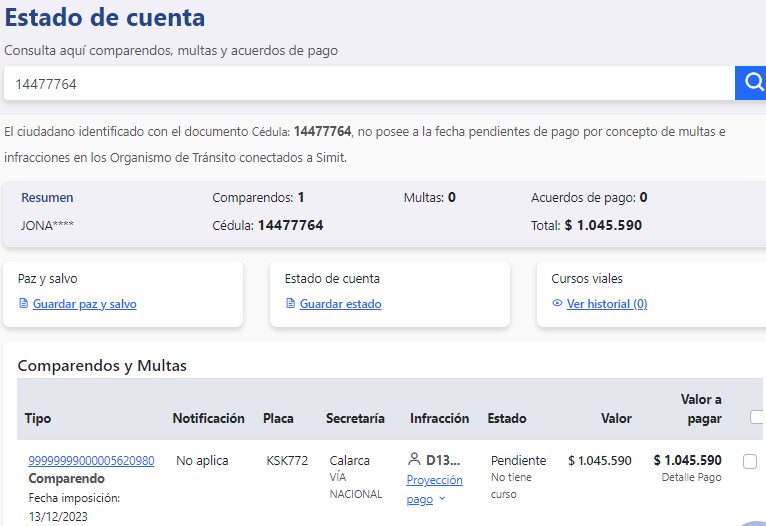 Estado de cuenta
Consulta aquí comparendos, multas y acuerdos de pago
14477764
El ciudadano identificado con el documento Cédula: 14477764, no posee a la fecha pendientes de pago por concepto de multas e
infracciones en los Organismo de Tránsito conectados a Simit.
Resumen Comparendos: 1 Multas: 0 Acuerdos de pago: 0
JONA**** Cédula: 14477764 Total: $ 1.045.590
Paz y salvo Estado de cuenta Cursos viales
Guardar paz y salvo Guardar estado Ver historial (0)
Comparendos y Multas
Tipo Notificación Placa Secretaría Infracción Estado Valor Valor a pagar
99999999000005620980 No aplica KSK772 Calarca D13... Pendiente $ 1.045.590 $ 1.045.590
Comparendo VÍA Proyección No tiene Detalle Pago
Fecha imposición: NACIONAL pago curso
13/12/2023